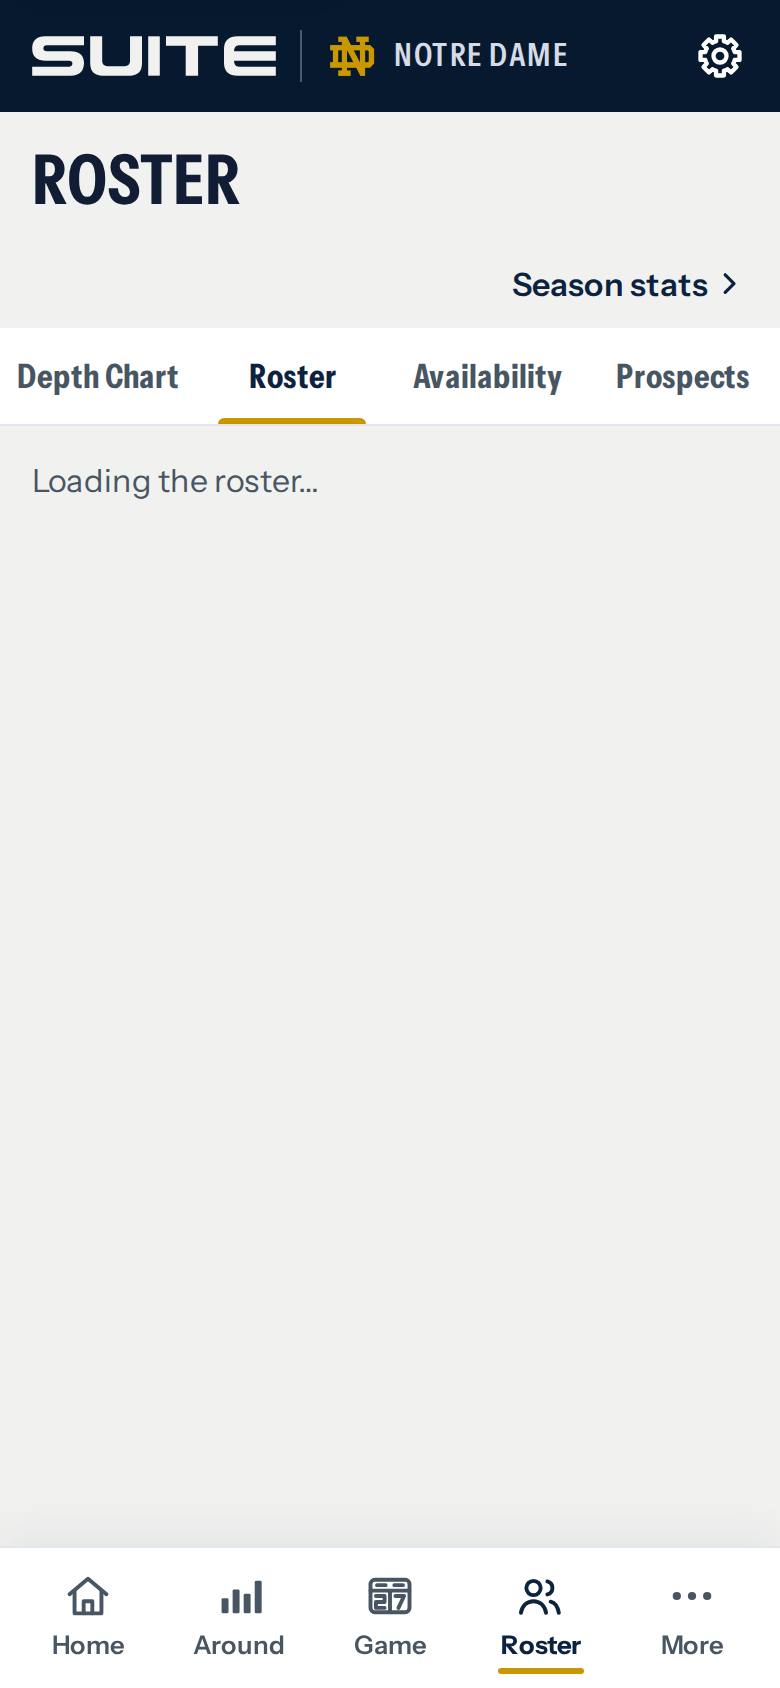 SUITE NOTRE DAME
ROSTER
Season stats
Depth Chart Roster Availability Prospects
Loading the roster...
27
Home Around Game Roster More